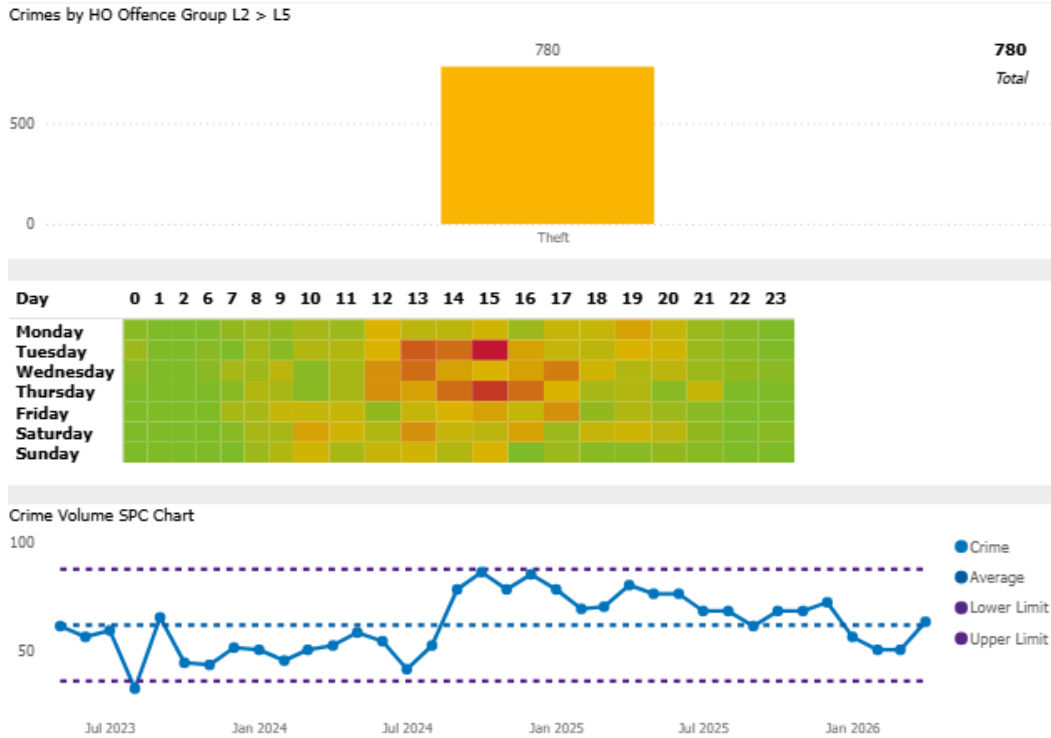 Crimes by HO Offence Group L2 > L5
780
780
Total
500
0
Theft
Day 0 1 2 6 7 8 9 10 11 12 13 14 15 16 17 18 19 20 21 22 23
Monday
Tuesday
Wednesday
Thursday
Friday
Saturday
Sunday
Crime Volume SPC Chart
100
Crime
Average
Lower Limit
Upper Limit
50
Jul 2023 Jan 2024 Jul 2024 Jan 2025 Jul 2025 Jan 2026